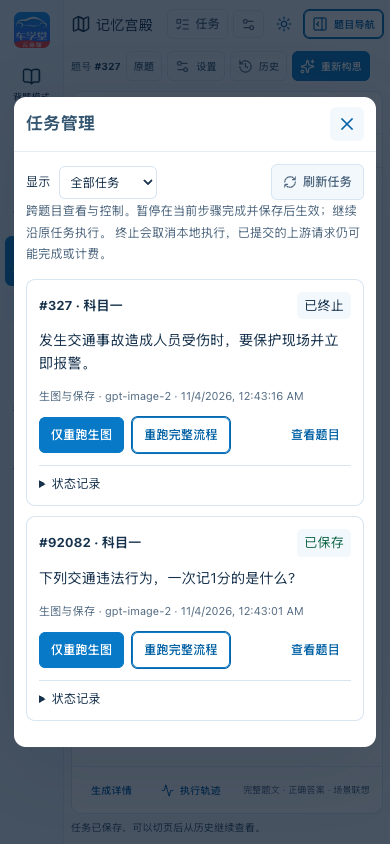 车学堂
记忆宫殿
任务
题目导航
题号 #327
原题
设置
历史
重新构思
任务管理
显示
全部任务
刷新任务
跨题目查看与控制。暂停在当前步骤完成并保存后生效；继续
沿原任务执行。 终止会取消本地执行，已提交的上游请求仍可
能完成或计费。
#327 · 科目一
已终止
发生交通事故造成人员受伤时，要保护现场并立
即报警。
生图与保存 · gpt-image-2 · 11/4/2026, 12:43:16 AM
仅重跑生图
重跑完整流程
查看题目
状态记录
#92082 · 科目一
已保存
下列交通违法行为，一次记1分的是什么？
生图与保存 · gpt-image-2 · 11/4/2026, 12:43:01 AM
仅重跑生图
重跑完整流程
查看题目
状态记录
生成详情
执行轨迹
完整题文 · 正确答案 · 场景联想
任务已保存，可以切页后从历史继续查看。